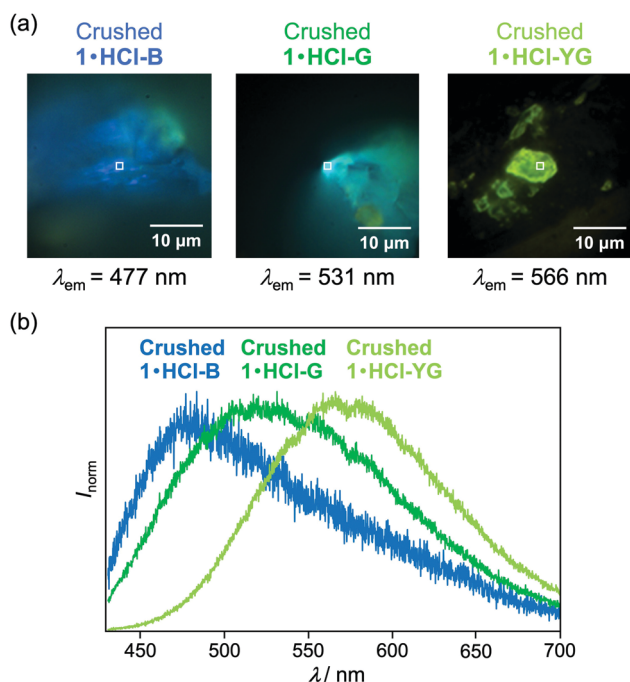 (a)
Crushed
1•HCl-B
Crushed
1•HCl-G
Crushed
1•HCl-YG
10 μm
10 μm
10 μm
λem = 477 nm
λem = 531 nm
λem = 566 nm
(b)
Crushed
1•HCl-B
Crushed
1•HCl-G
Crushed
1•HCl-YG
Inorm
450
500
550
600
650
700
λ/ nm